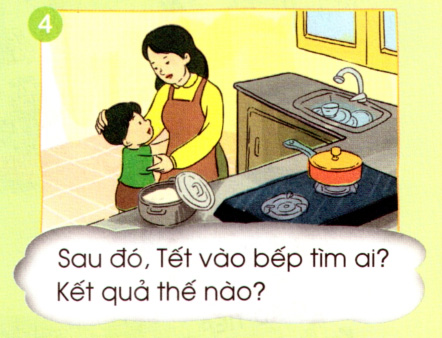 4
Sau đó, Tết vào bếp tìm ai?
Kết quả thế nào?